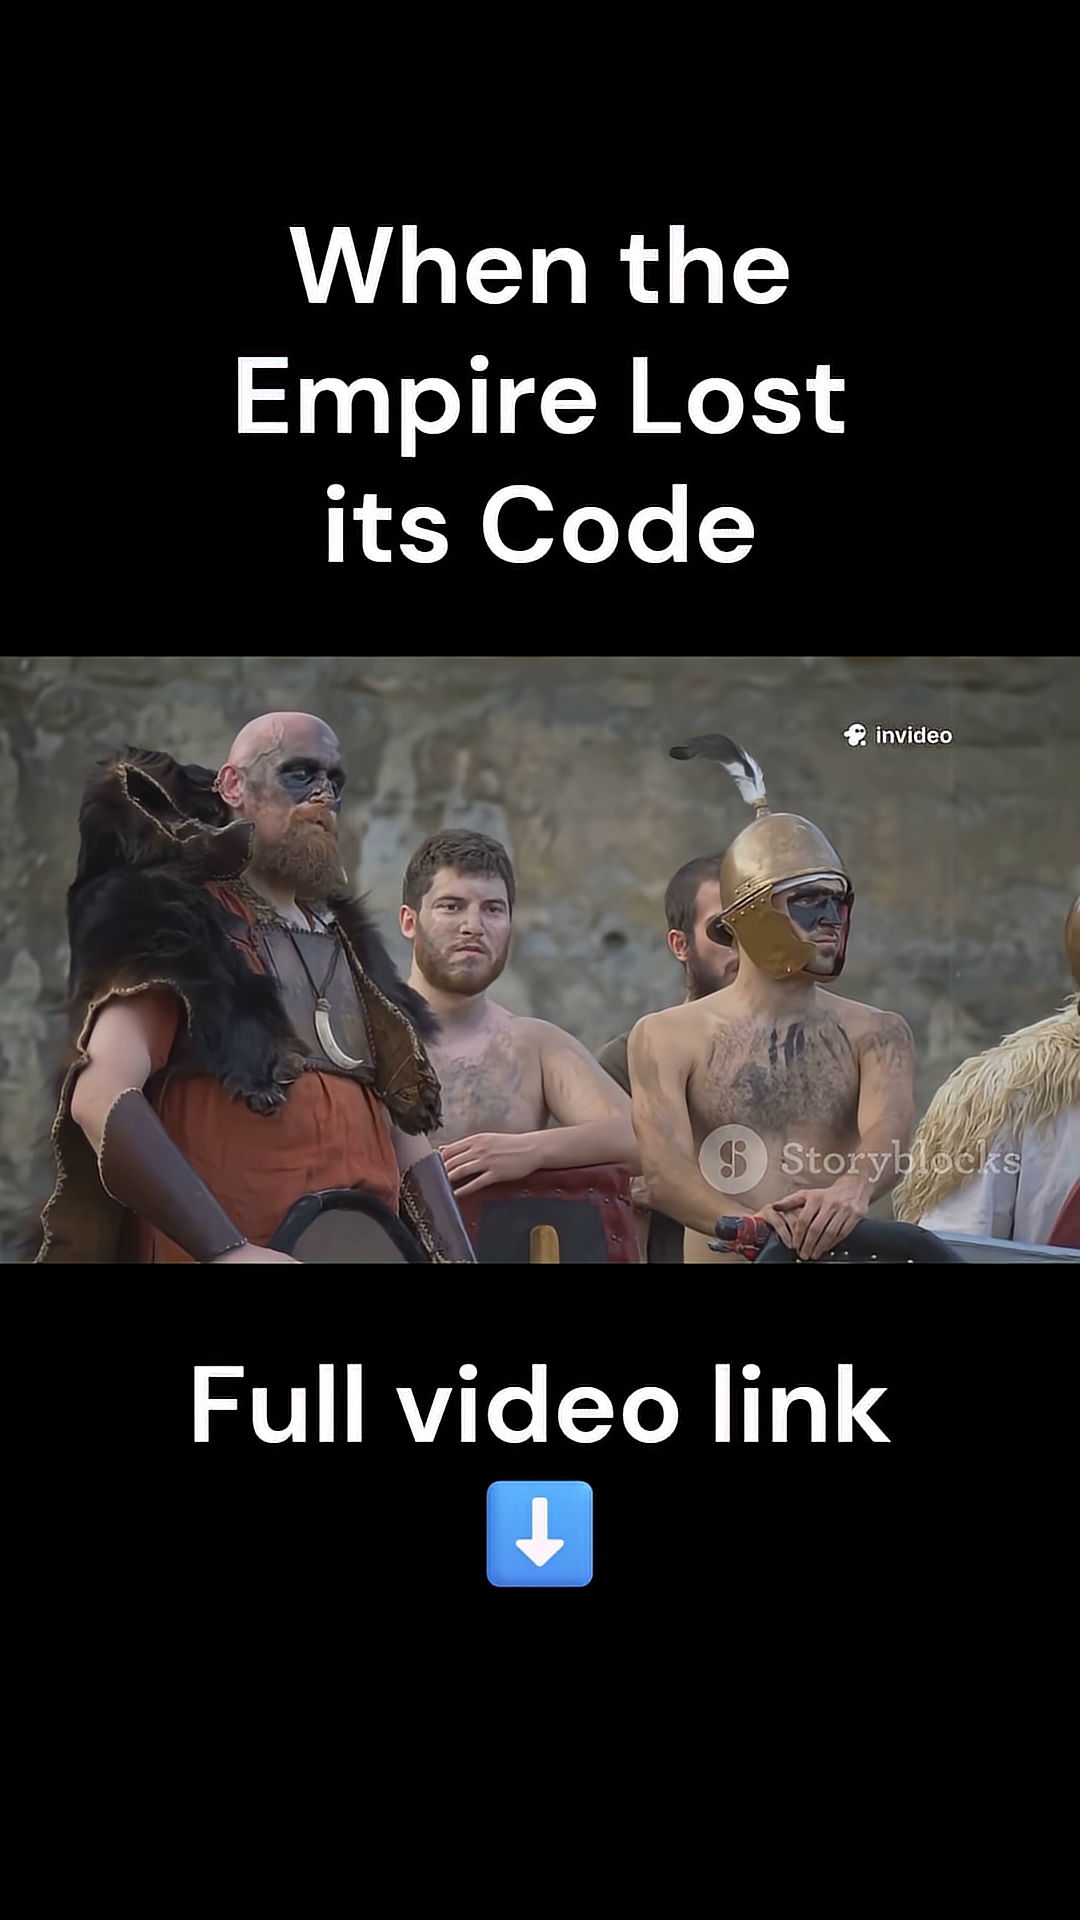 When the
Empire Lost
its Code
invideo
Storyblocks
Full video link